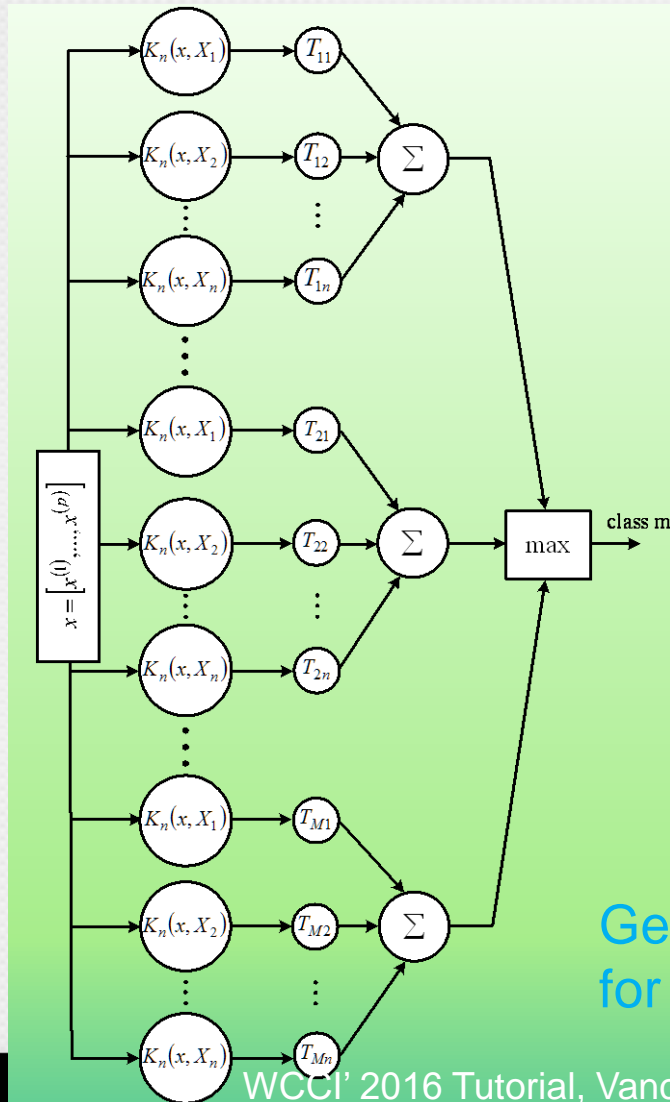 K_n(x, X_1) T_11
K_n(x, X_2) T_12 Σ
⋮ ⋮
K_n(x, X_n) T_1n
⋮
K_n(x, X_1) T_21
x = [x^(1), ..., x^(p)]
class m
K_n(x, X_2) T_22 Σ max
⋮ ⋮
K_n(x, X_n) T_2n
⋮
K_n(x, X_1) T_M1
K_n(x, X_2) T_M2 Σ
Ge
for
⋮ ⋮
K_n(x, X_n) T_Mn
WCCI' 2016 Tutorial, Vanc